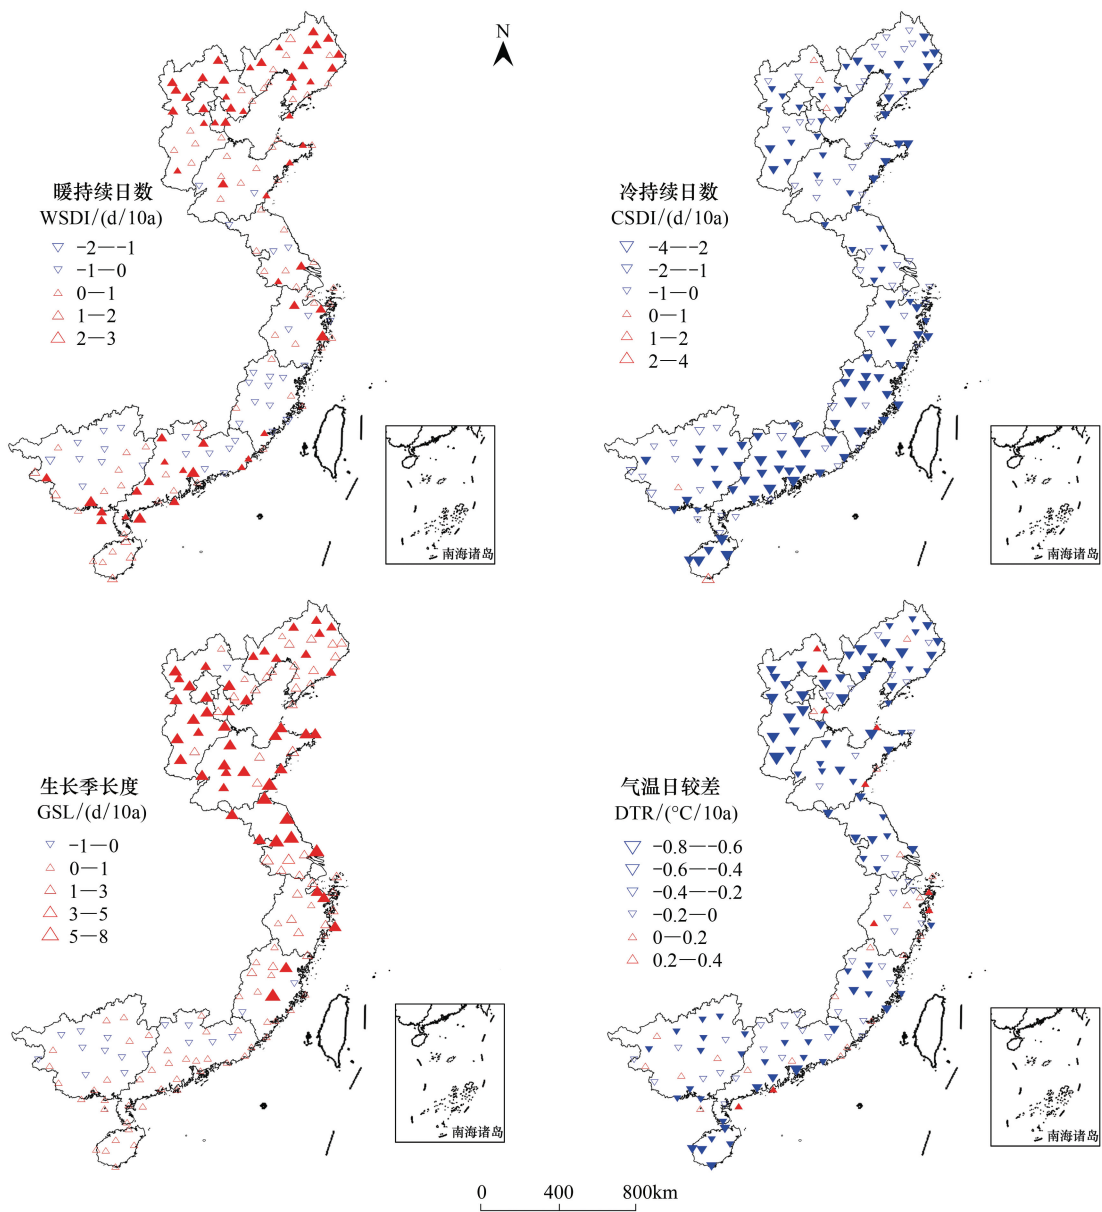 N
暖持续日数
WSDI/(d/10a)
-2—-1
-1—0
0—1
1—2
2—3
南海诸岛
冷持续日数
CSDI/(d/10a)
-4—-2
-2—-1
-1—0
0—1
1—2
2—4
南海诸岛
生长季长度
GSL/(d/10a)
-1—0
0—1
1—3
3—5
5—8
南海诸岛
气温日较差
DTR/(°C/10a)
-0.8—-0.6
-0.6—-0.4
-0.4—-0.2
-0.2—0
0—0.2
0.2—0.4
南海诸岛
0 400 800km